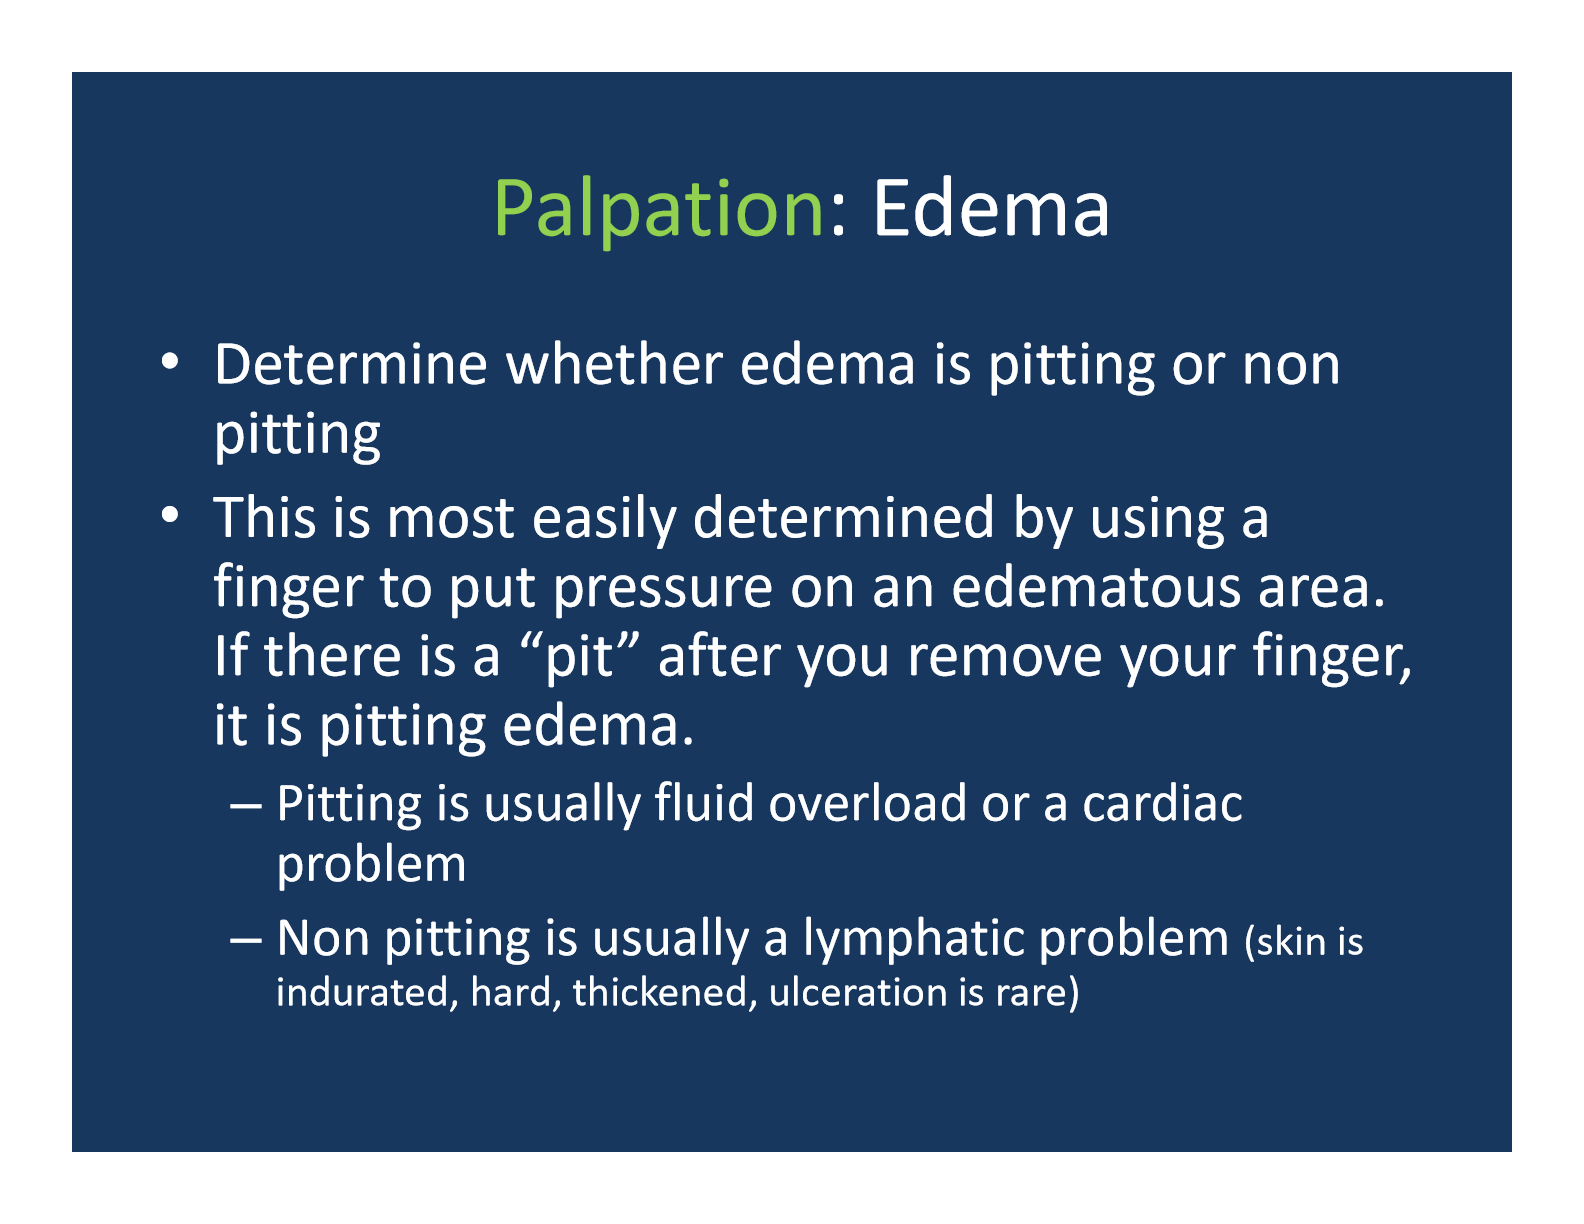 Palpation: Edema
• Determine whether edema is pitting or non
pitting
• This is most easily determined by using a
finger to put pressure on an edematous area.
If there is a “pit” after you remove your finger,
it is pitting edema.
– Pitting is usually fluid overload or a cardiac
problem
– Non pitting is usually a lymphatic problem (skin is
indurated, hard, thickened, ulceration is rare)